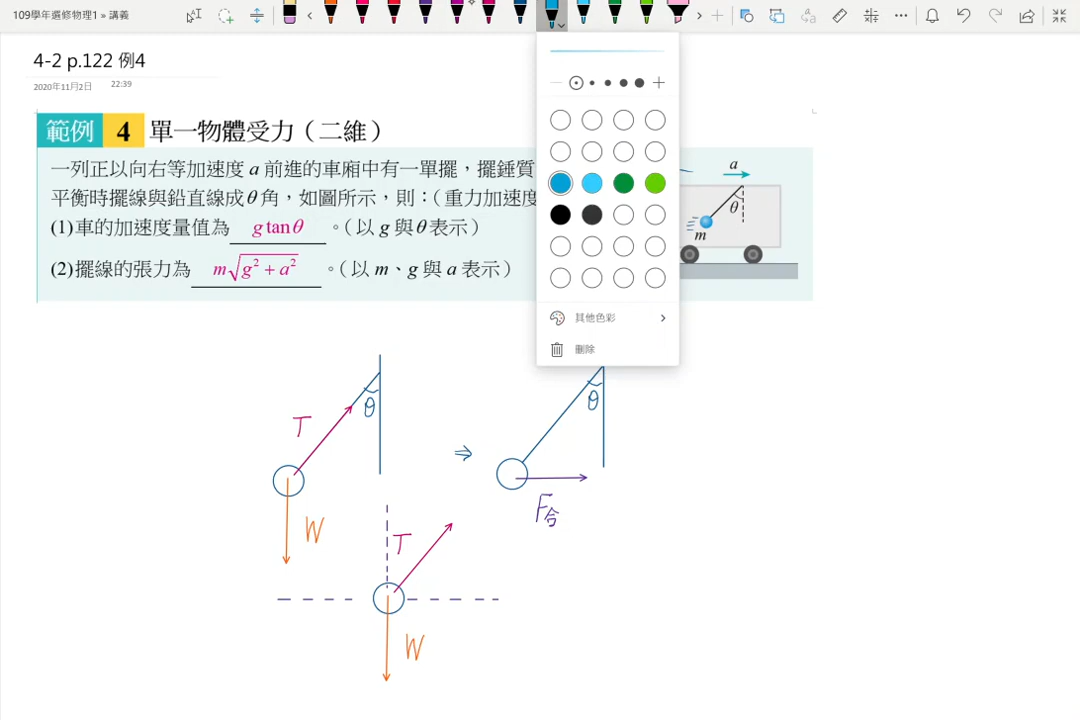 109學年選修物理1 » 講義
4-2 p.122 例4
2020年11月2日 22:39
範例 4 單一物體受力（二維）
一列正以向右等加速度 a 前進的車廂中有一單擺，擺錘質
平衡時擺線與鉛直線成θ角，如圖所示，則：（重力加速度
(1)車的加速度量值為 g tanθ 。（以 g 與θ表示）
(2)擺線的張力為 m√(g² + a²) 。（以 m、g 與 a 表示）
a
θ
m
其他色彩
刪除
T
θ
W
⇒
θ
F合
T
W